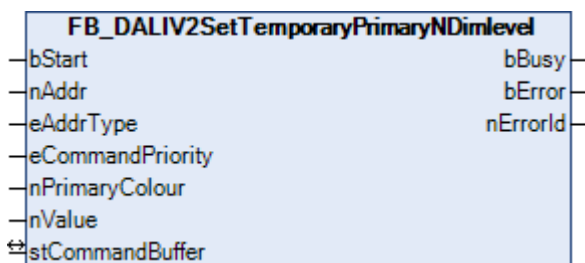 FB_DALIV2SetTemporaryPrimaryNDimlevel
bStart bBusy
nAddr bError
eAddrType nErrorId
eCommandPriority
nPrimaryColour
nValue
stCommandBuffer